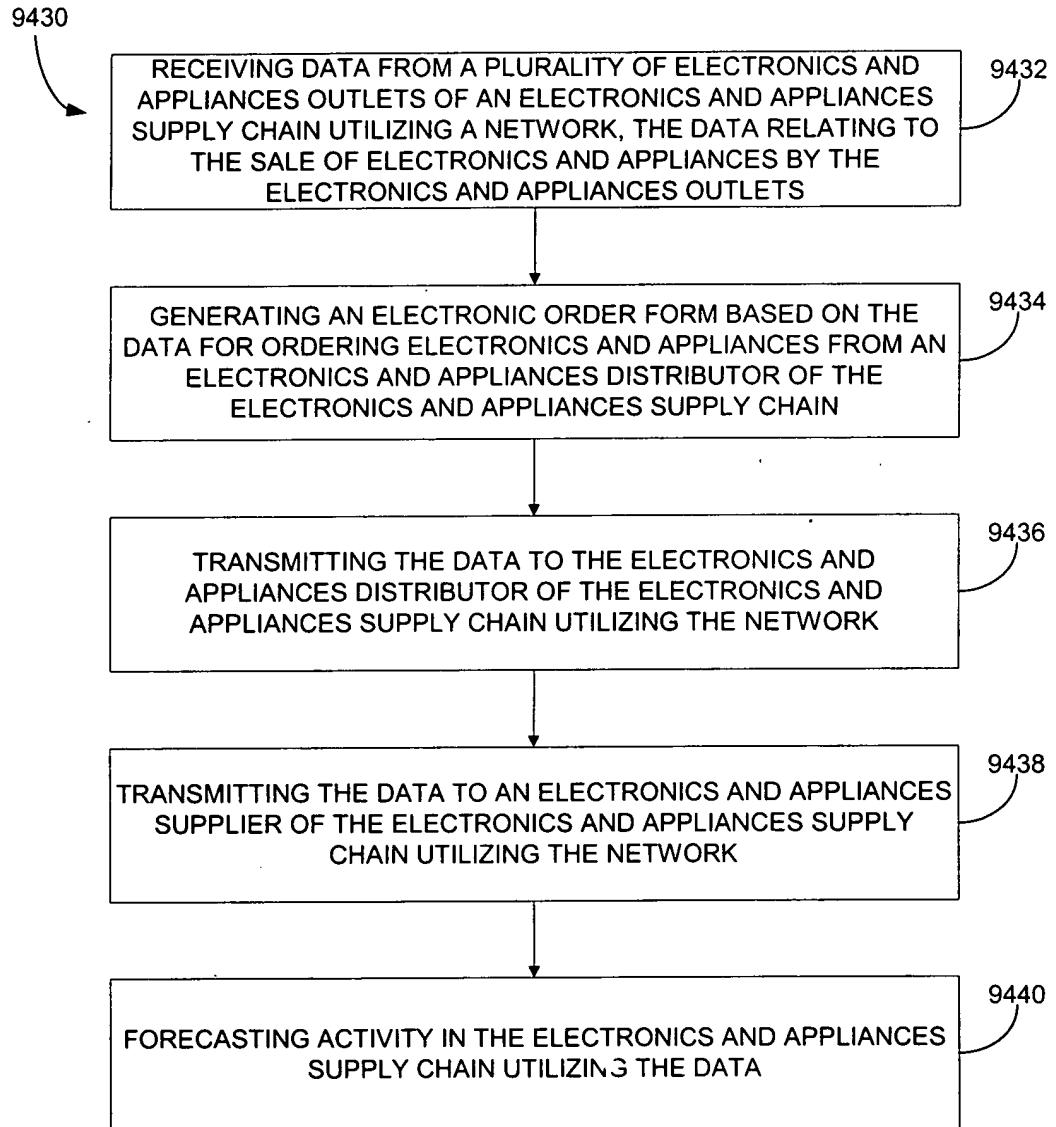 9430
RECEIVING DATA FROM A PLURALITY OF ELECTRONICS AND
APPLIANCES OUTLETS OF AN ELECTRONICS AND APPLIANCES
SUPPLY CHAIN UTILIZING A NETWORK, THE DATA RELATING TO
THE SALE OF ELECTRONICS AND APPLIANCES BY THE
ELECTRONICS AND APPLIANCES OUTLETS
9432
GENERATING AN ELECTRONIC ORDER FORM BASED ON THE
DATA FOR ORDERING ELECTRONICS AND APPLIANCES FROM AN
ELECTRONICS AND APPLIANCES DISTRIBUTOR OF THE
ELECTRONICS AND APPLIANCES SUPPLY CHAIN
9434
TRANSMITTING THE DATA TO THE ELECTRONICS AND
APPLIANCES DISTRIBUTOR OF THE ELECTRONICS AND
APPLIANCES SUPPLY CHAIN UTILIZING THE NETWORK
9436
TRANSMITTING THE DATA TO AN ELECTRONICS AND APPLIANCES
SUPPLIER OF THE ELECTRONICS AND APPLIANCES SUPPLY
CHAIN UTILIZING THE NETWORK
9438
FORECASTING ACTIVITY IN THE ELECTRONICS AND APPLIANCES
SUPPLY CHAIN UTILIZING THE DATA
9440